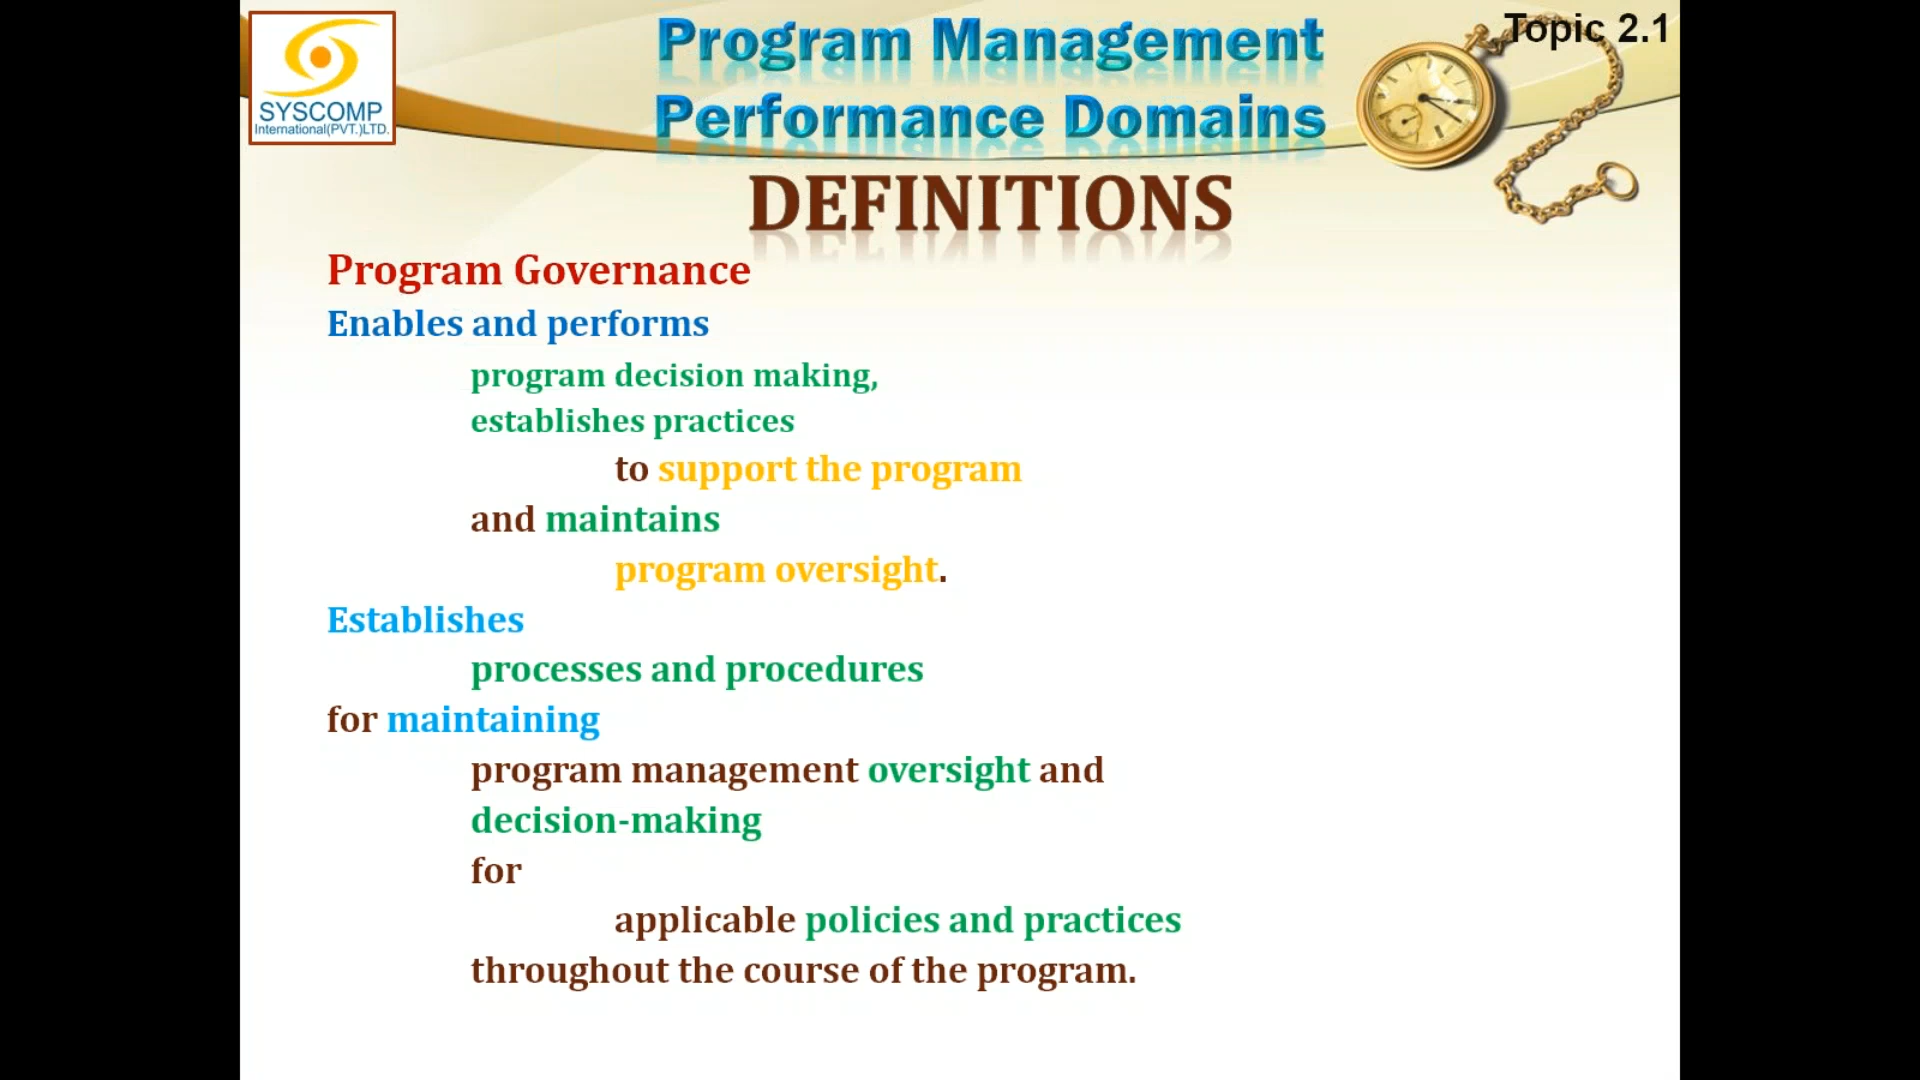 SYSCOMP
International(PVT.)LTD.
Program Management
Performance Domains
Topic 2.1
DEFINITIONS
Program Governance
Enables and performs
program decision making,
establishes practices
to support the program
and maintains
program oversight.
Establishes
processes and procedures
for maintaining
program management oversight and
decision-making
for
applicable policies and practices
throughout the course of the program.